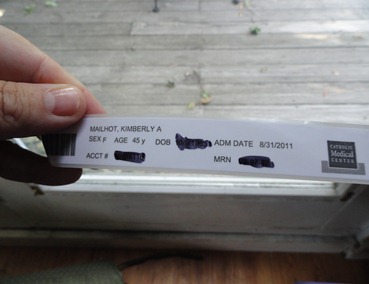 MAILHOT, KIMBERLY A
SEX F AGE 45 y DOB ADM DATE 8/31/2011
ACCT # MRN
CATHOLIC
Medical
CENTER